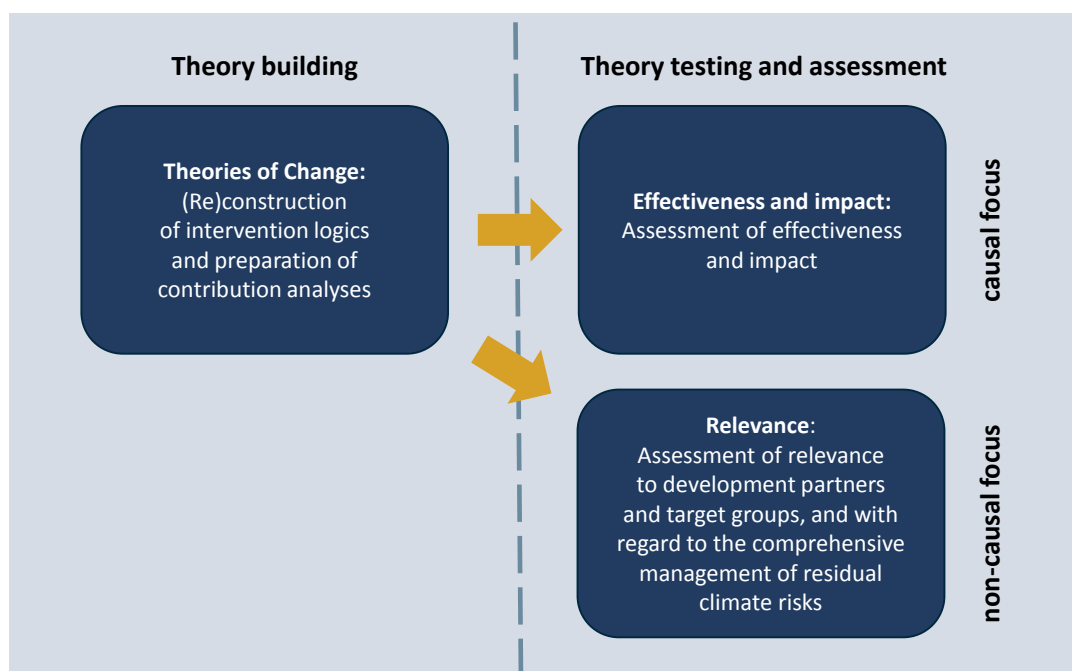 Theory building
Theories of Change:
(Re)construction
of intervention logics
and preparation of
contribution analyses
Theory testing and assessment
Effectiveness and impact:
Assessment of effectiveness
and impact
causal focus
Relevance:
Assessment of relevance
to development partners
and target groups, and with
regard to the comprehensive
management of residual
climate risks
non-causal focus